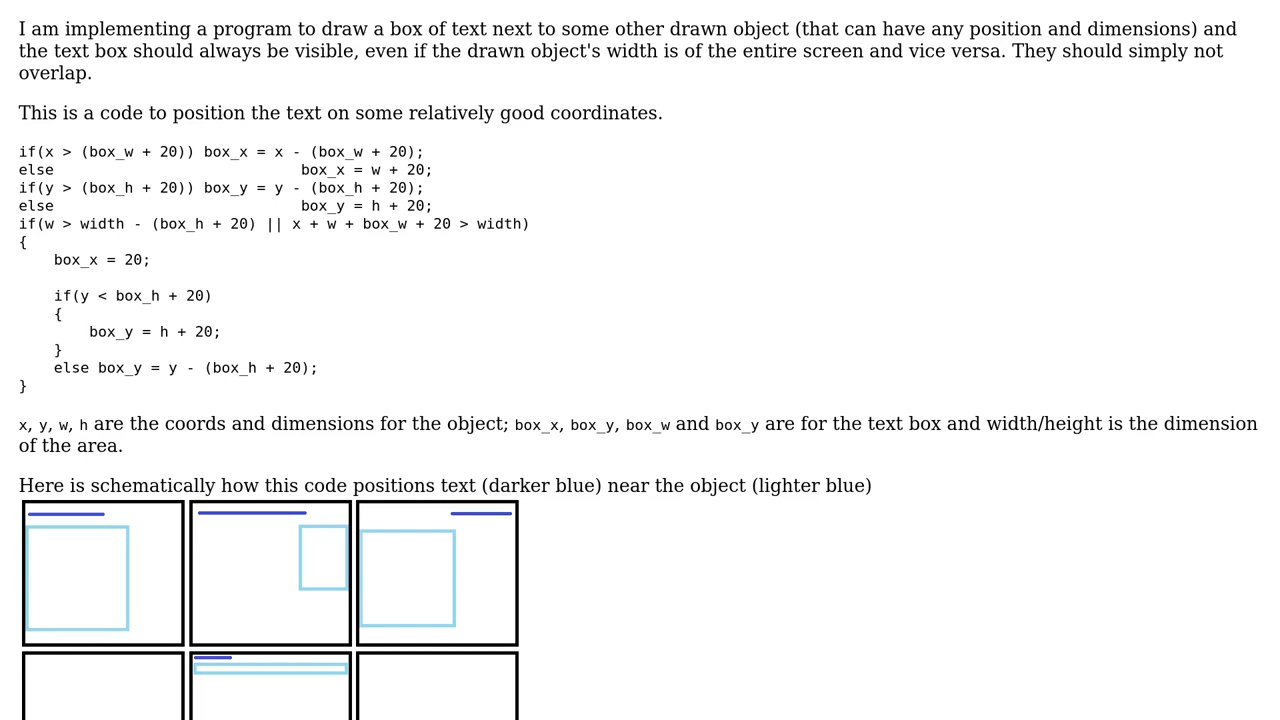 I am implementing a program to draw a box of text next to some other drawn object (that can have any position and dimensions) and
the text box should always be visible, even if the drawn object's width is of the entire screen and vice versa. They should simply not
overlap.
This is a code to position the text on some relatively good coordinates.
if(x > (box_w + 20)) box_x = x - (box_w + 20);
else                            box_x = w + 20;
if(y > (box_h + 20)) box_y = y - (box_h + 20);
else                            box_y = h + 20;
if(w > width - (box_h + 20) || x + w + box_w + 20 > width)
{
    box_x = 20;
    if(y < box_h + 20)
    {
        box_y = h + 20;
    }
    else box_y = y - (box_h + 20);
}
x, y, w, h are the coords and dimensions for the object; box_x, box_y, box_w and box_y are for the text box and width/height is the dimension
of the area.
Here is schematically how this code positions text (darker blue) near the object (lighter blue)